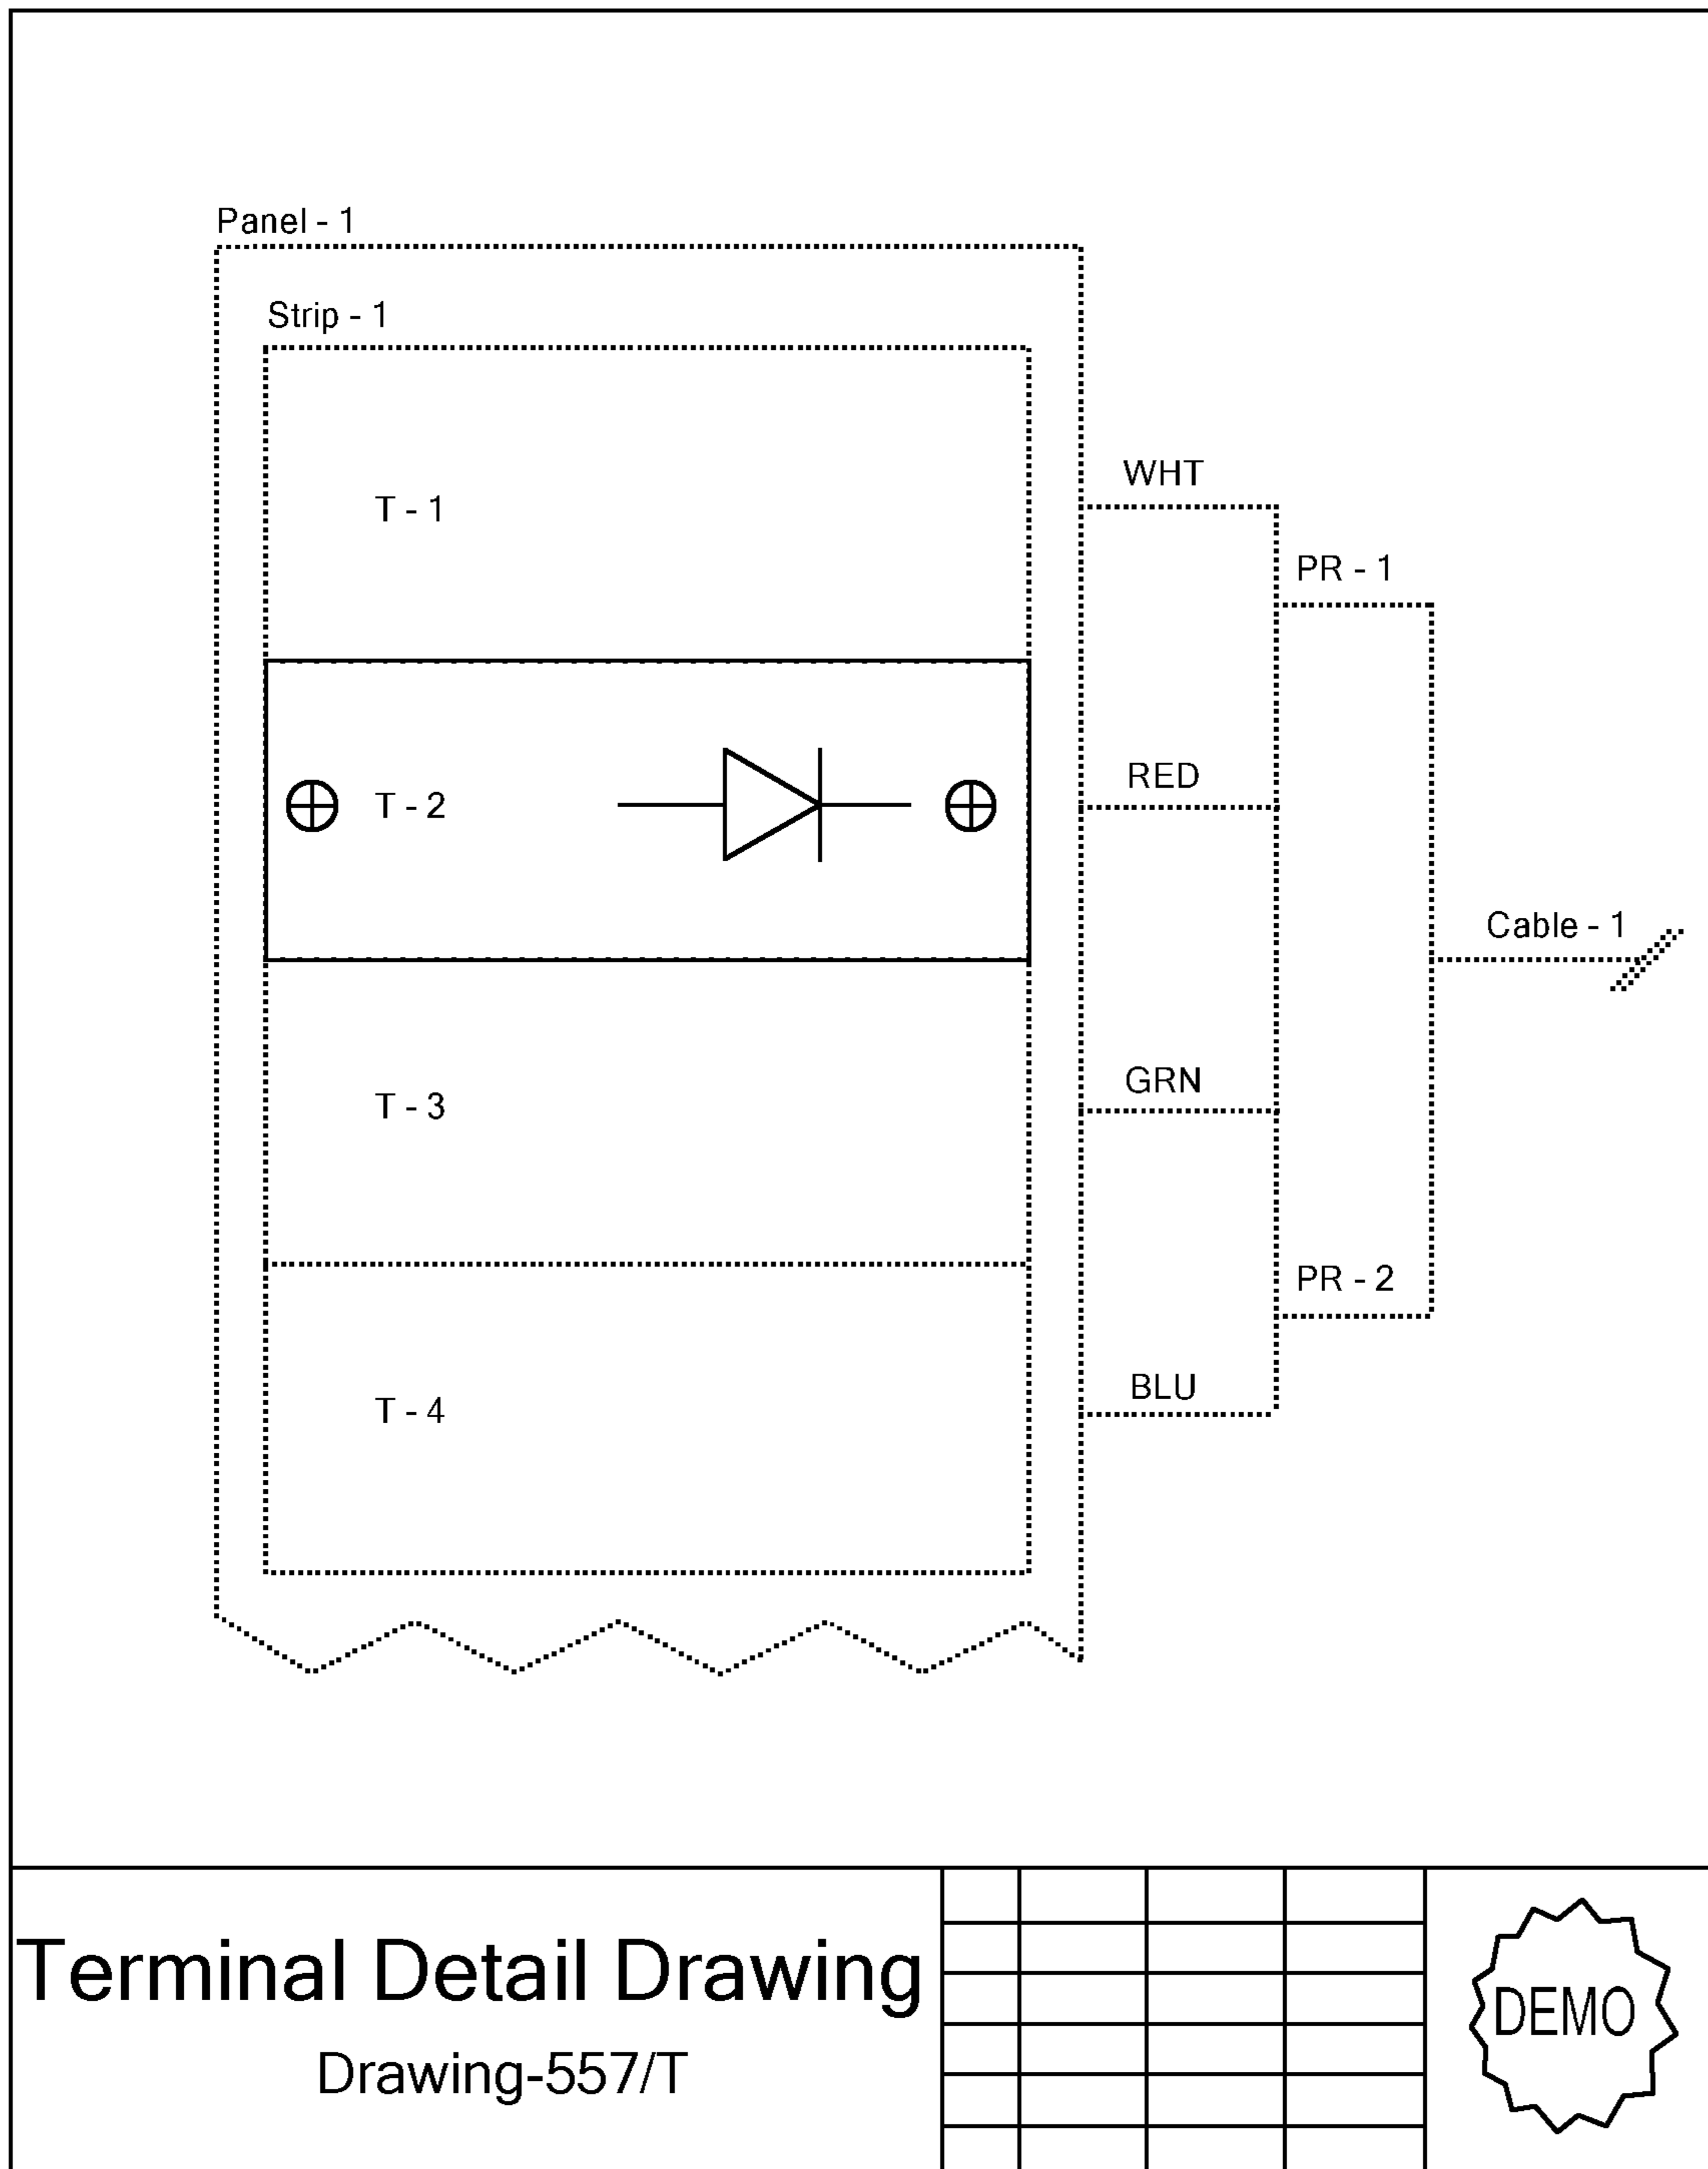 Panel - 1
Strip - 1
WHT
T - 1
PR - 1
RED
T - 2
Cable - 1
GRN
T - 3
PR - 2
BLU
T - 4
Terminal Detail Drawing
DEMO
Drawing-557/T